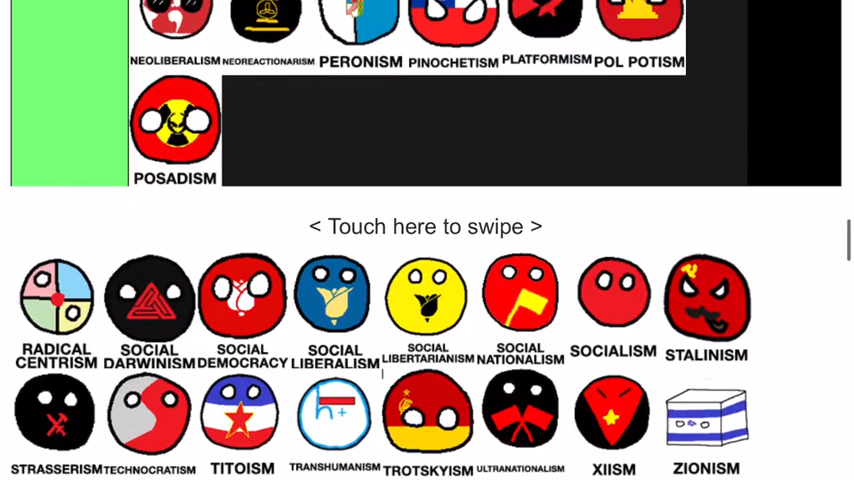 NEOLIBERALISM NEOREACTIONARISM PERONISM PINOCHETISM PLATFORMISM POL POTISM
POSADISM
< Touch here to swipe >
RADICAL CENTRISM SOCIAL DARWINISM SOCIAL DEMOCRACY SOCIAL LIBERALISM SOCIAL LIBERTARIANISM SOCIAL NATIONALISM SOCIALISM STALINISM
h+
STRASSERISM TECHNOCRATISM TITOISM TRANSHUMANISM TROTSKYISM ULTRANATIONALISM XIISM ZIONISM